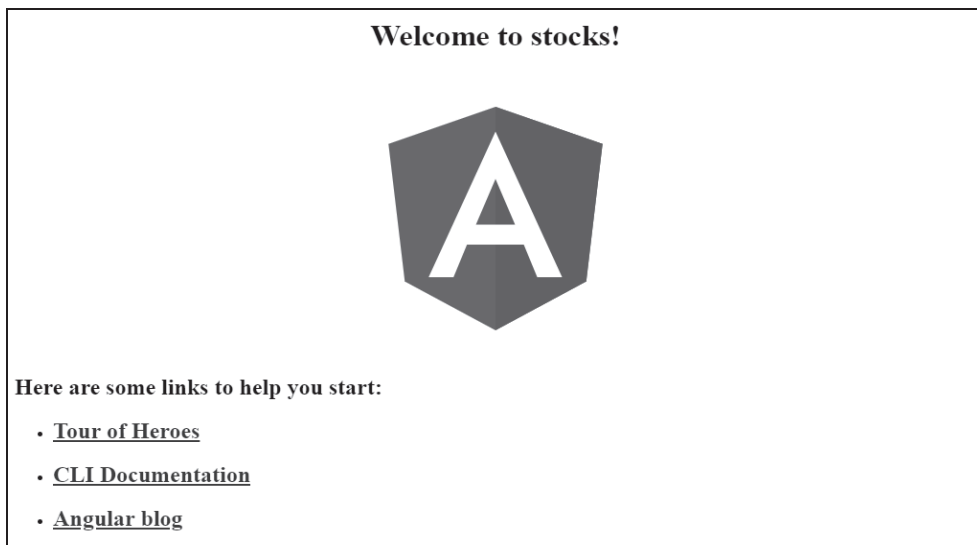 Welcome to stocks!
A
Here are some links to help you start:
Tour of Heroes
CLI Documentation
Angular blog